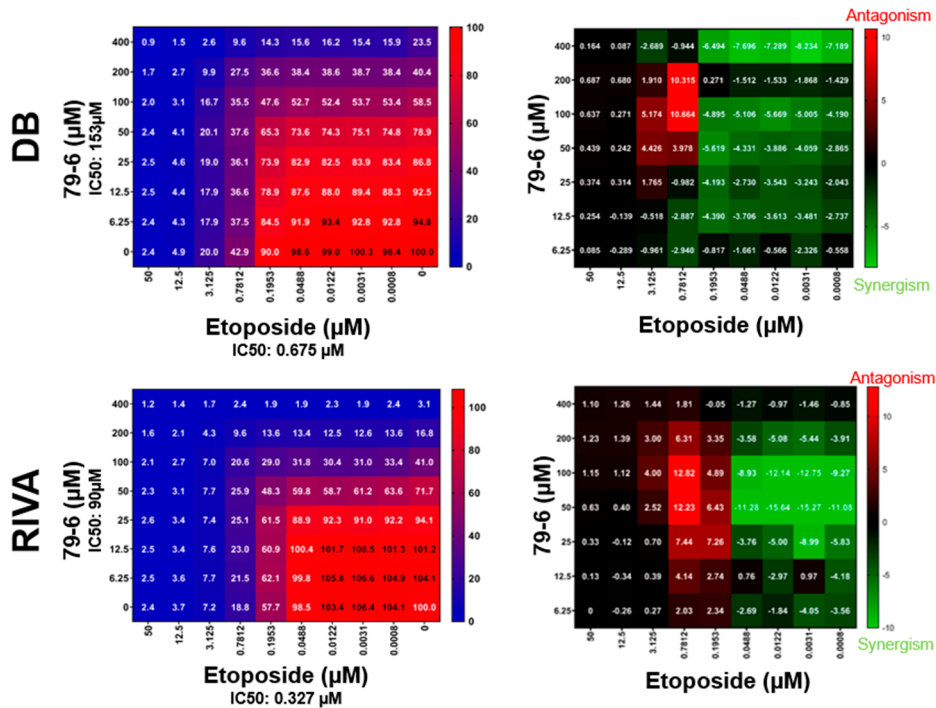 DB
79-6 (µM)
IC50: 153µM
400 0.9 1.5 2.6 9.6 14.3 15.6 16.2 15.4 15.9 23.5
200 1.7 2.7 9.9 27.5 36.6 38.4 38.6 38.7 38.4 40.4
100 2.0 3.1 16.7 35.5 47.6 52.7 52.4 53.7 53.4 58.5
50 2.4 4.1 20.1 37.6 65.3 73.6 74.3 75.1 74.8 78.9
25 2.5 4.6 19.0 36.1 73.9 82.9 82.5 83.9 83.4 86.8
12.5 2.5 4.4 17.9 36.6 78.9 87.6 88.0 89.4 88.3 92.5
6.25 2.4 4.3 17.9 37.5 84.5 91.9 93.4 92.8 92.8 94.8
0 2.4 4.9 20.0 42.9 90.0 98.6 99.0 100.3 98.4 100.0
50 12.5 3.125 0.7812 0.1953 0.0488 0.0122 0.0031 0.0008 0
Etoposide (µM)
IC50: 0.675 µM
100
80
60
40
20
0
Antagonism
79-6 (µM)
400 0.164 0.087 -2.689 -0.944 -6.494 -7.696 -7.289 -8.234 -7.189
200 0.687 0.680 1.910 10.315 0.271 -1.512 -1.533 -1.868 -1.429
100 0.637 0.271 5.174 10.664 -4.895 -5.106 -5.669 -5.005 -4.190
50 0.439 0.242 4.426 3.978 -5.619 -4.331 -3.886 -4.059 -2.865
25 0.374 0.314 1.765 -0.982 -4.193 -2.730 -3.543 -3.243 -2.043
12.5 0.254 -0.139 -0.518 -2.887 -4.390 -3.706 -3.613 -3.481 -2.737
6.25 0.085 -0.289 -0.961 -2.940 -0.817 -1.661 -0.566 -2.326 -0.558
50 12.5 3.125 0.7812 0.1953 0.0488 0.0122 0.0031 0.0008
Etoposide (µM)
10
5
0
-5
Synergism
RIVA
79-6 (µM)
IC50: 90µM
400 1.2 1.4 1.7 2.4 1.9 1.9 2.3 1.9 2.4 3.1
200 1.6 2.1 4.3 9.6 13.6 13.4 12.5 12.6 13.6 16.8
100 2.1 2.7 7.0 20.6 29.0 31.8 30.4 31.0 33.4 41.0
50 2.3 3.1 7.7 25.9 48.3 59.8 58.7 61.2 63.6 71.7
25 2.6 3.4 7.4 25.1 61.5 88.9 92.3 91.0 92.2 94.1
12.5 2.5 3.4 7.6 23.0 60.9 100.4 101.7 108.5 101.3 101.2
6.25 2.5 3.6 7.7 21.5 62.1 99.8 105.8 106.6 104.9 104.1
0 2.4 3.7 7.2 18.8 57.7 98.5 103.4 106.4 104.1 100.0
50 12.5 3.125 0.7812 0.1953 0.0488 0.0122 0.0031 0.0008 0
Etoposide (µM)
IC50: 0.327 µM
100
80
60
40
20
0
Antagonism
79-6 (µM)
400 1.10 1.26 1.44 1.81 -0.05 -1.27 -0.97 -1.46 -0.85
200 1.23 1.39 3.00 6.31 3.35 -3.58 -5.08 -5.44 -3.91
100 1.15 1.12 4.00 12.82 4.89 -8.93 -12.14 -12.75 -9.27
50 0.63 0.40 2.52 12.23 6.43 -11.28 -15.64 -15.27 -11.08
25 0.33 -0.12 0.70 7.44 7.26 -3.76 -5.00 -8.99 -5.83
12.5 0.13 -0.34 0.39 4.14 2.74 0.76 -2.97 0.97 -4.18
6.25 0 -0.26 0.27 2.03 2.34 -2.69 -1.84 -4.05 -3.56
50 12.5 3.125 0.7812 0.1953 0.0488 0.0122 0.0031 0.0008
Etoposide (µM)
10
5
0
-5
-10
Synergism